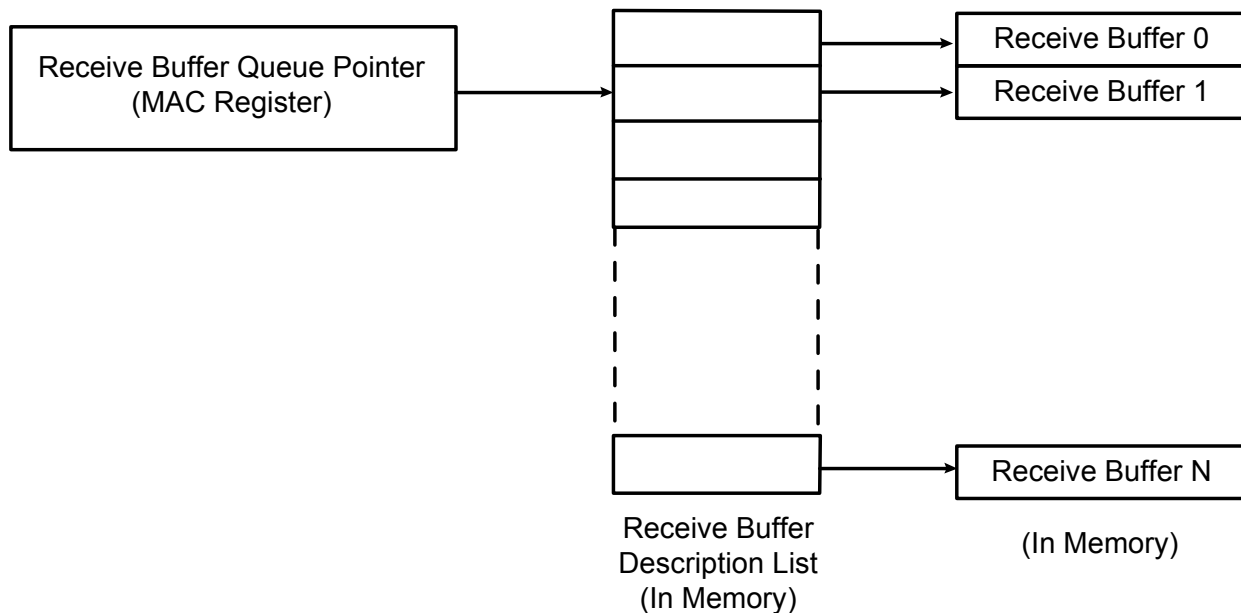 Receive Buffer Queue Pointer
(MAC Register)
Receive Buffer 0
Receive Buffer 1
Receive Buffer N
Receive Buffer
Description List
(In Memory)
(In Memory)